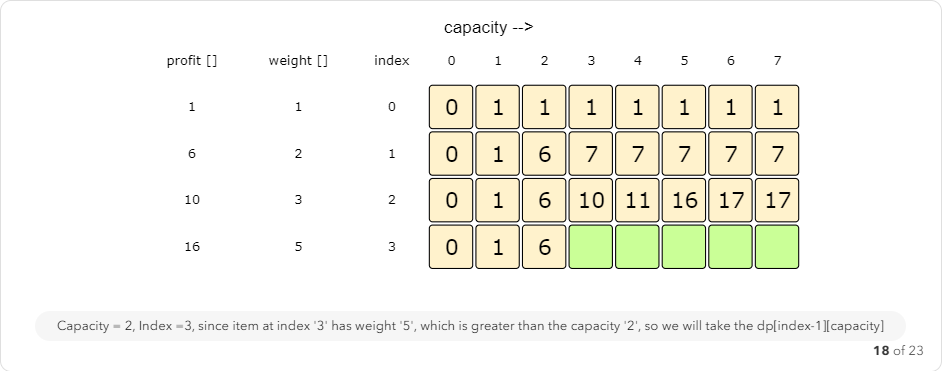 capacity -->
profit [] weight [] index 0 1 2 3 4 5 6 7
1 1 0 0 1 1 1 1 1 1 1
6 2 1 0 1 6 7 7 7 7 7
10 3 2 0 1 6 10 11 16 17 17
16 5 3 0 1 6
Capacity = 2, Index =3, since item at index '3' has weight '5', which is greater than the capacity '2', so we will take the dp[index-1][capacity]
18 of 23